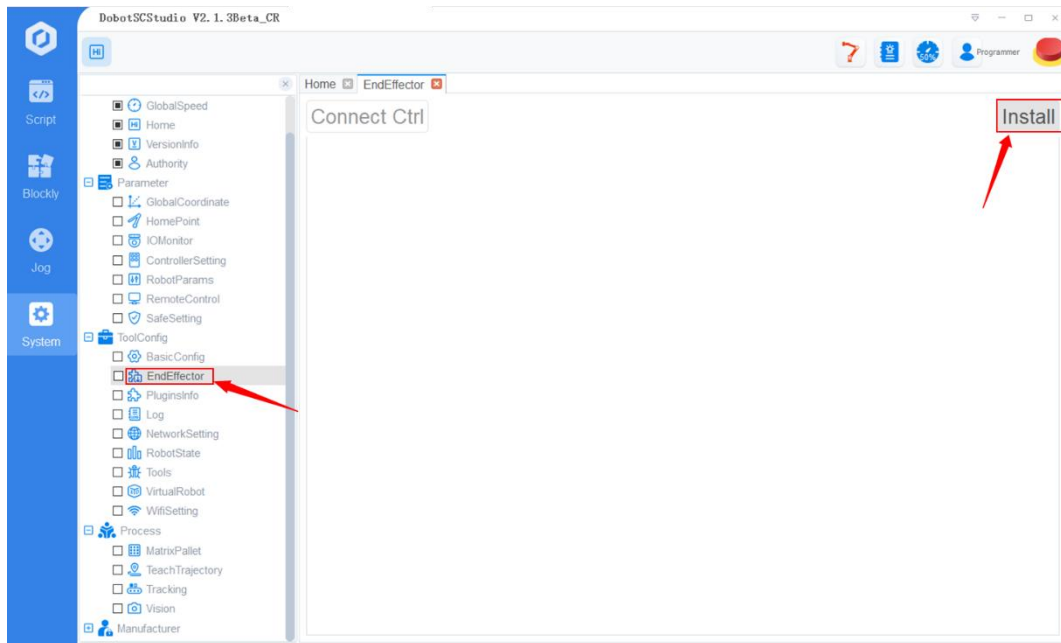 DobotSCStudio V2.1.3Beta_CR
Hi
50%
Programmer
Script
Blockly
Jog
System
GlobalSpeed
Home
VersionInfo
Authority
Parameter
GlobalCoordinate
HomePoint
IOMonitor
ControllerSetting
RobotParams
RemoteControl
SafeSetting
ToolConfig
BasicConfig
EndEffector
PluginsInfo
Log
NetworkSetting
RobotState
Tools
VirtualRobot
WifiSetting
Process
MatrixPallet
TeachTrajectory
Tracking
Vision
Manufacturer
Home EndEffector
Connect Ctrl
Install